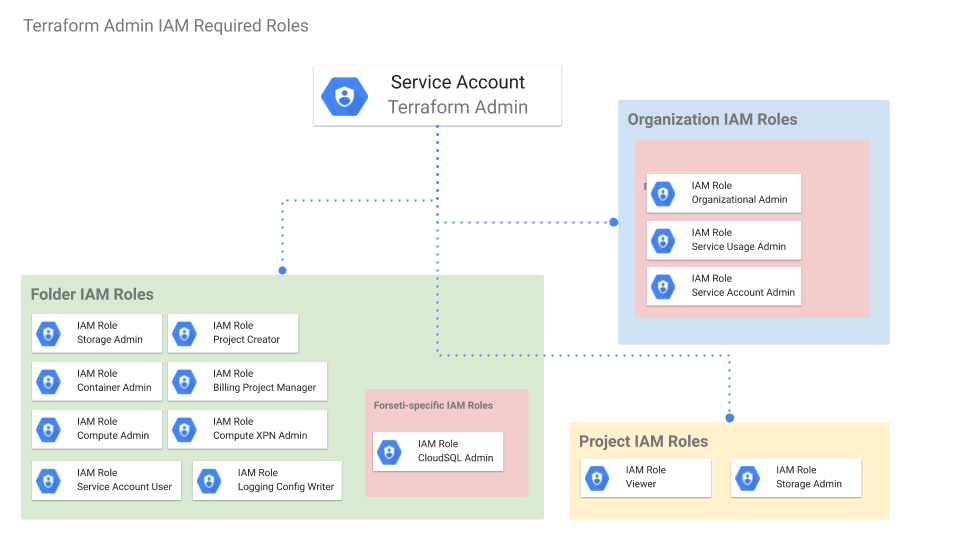 Terraform Admin IAM Required Roles
Service Account
Terraform Admin
Organization IAM Roles
IAM Role
Organizational Admin
IAM Role
Service Usage Admin
IAM Role
Service Account Admin
Folder IAM Roles
IAM Role
Storage Admin
IAM Role
Project Creator
IAM Role
Container Admin
IAM Role
Billing Project Manager
IAM Role
Compute Admin
IAM Role
Compute XPN Admin
IAM Role
Service Account User
IAM Role
Logging Config Writer
Forseti-specific IAM Roles
IAM Role
CloudSQL Admin
Project IAM Roles
IAM Role
Viewer
IAM Role
Storage Admin